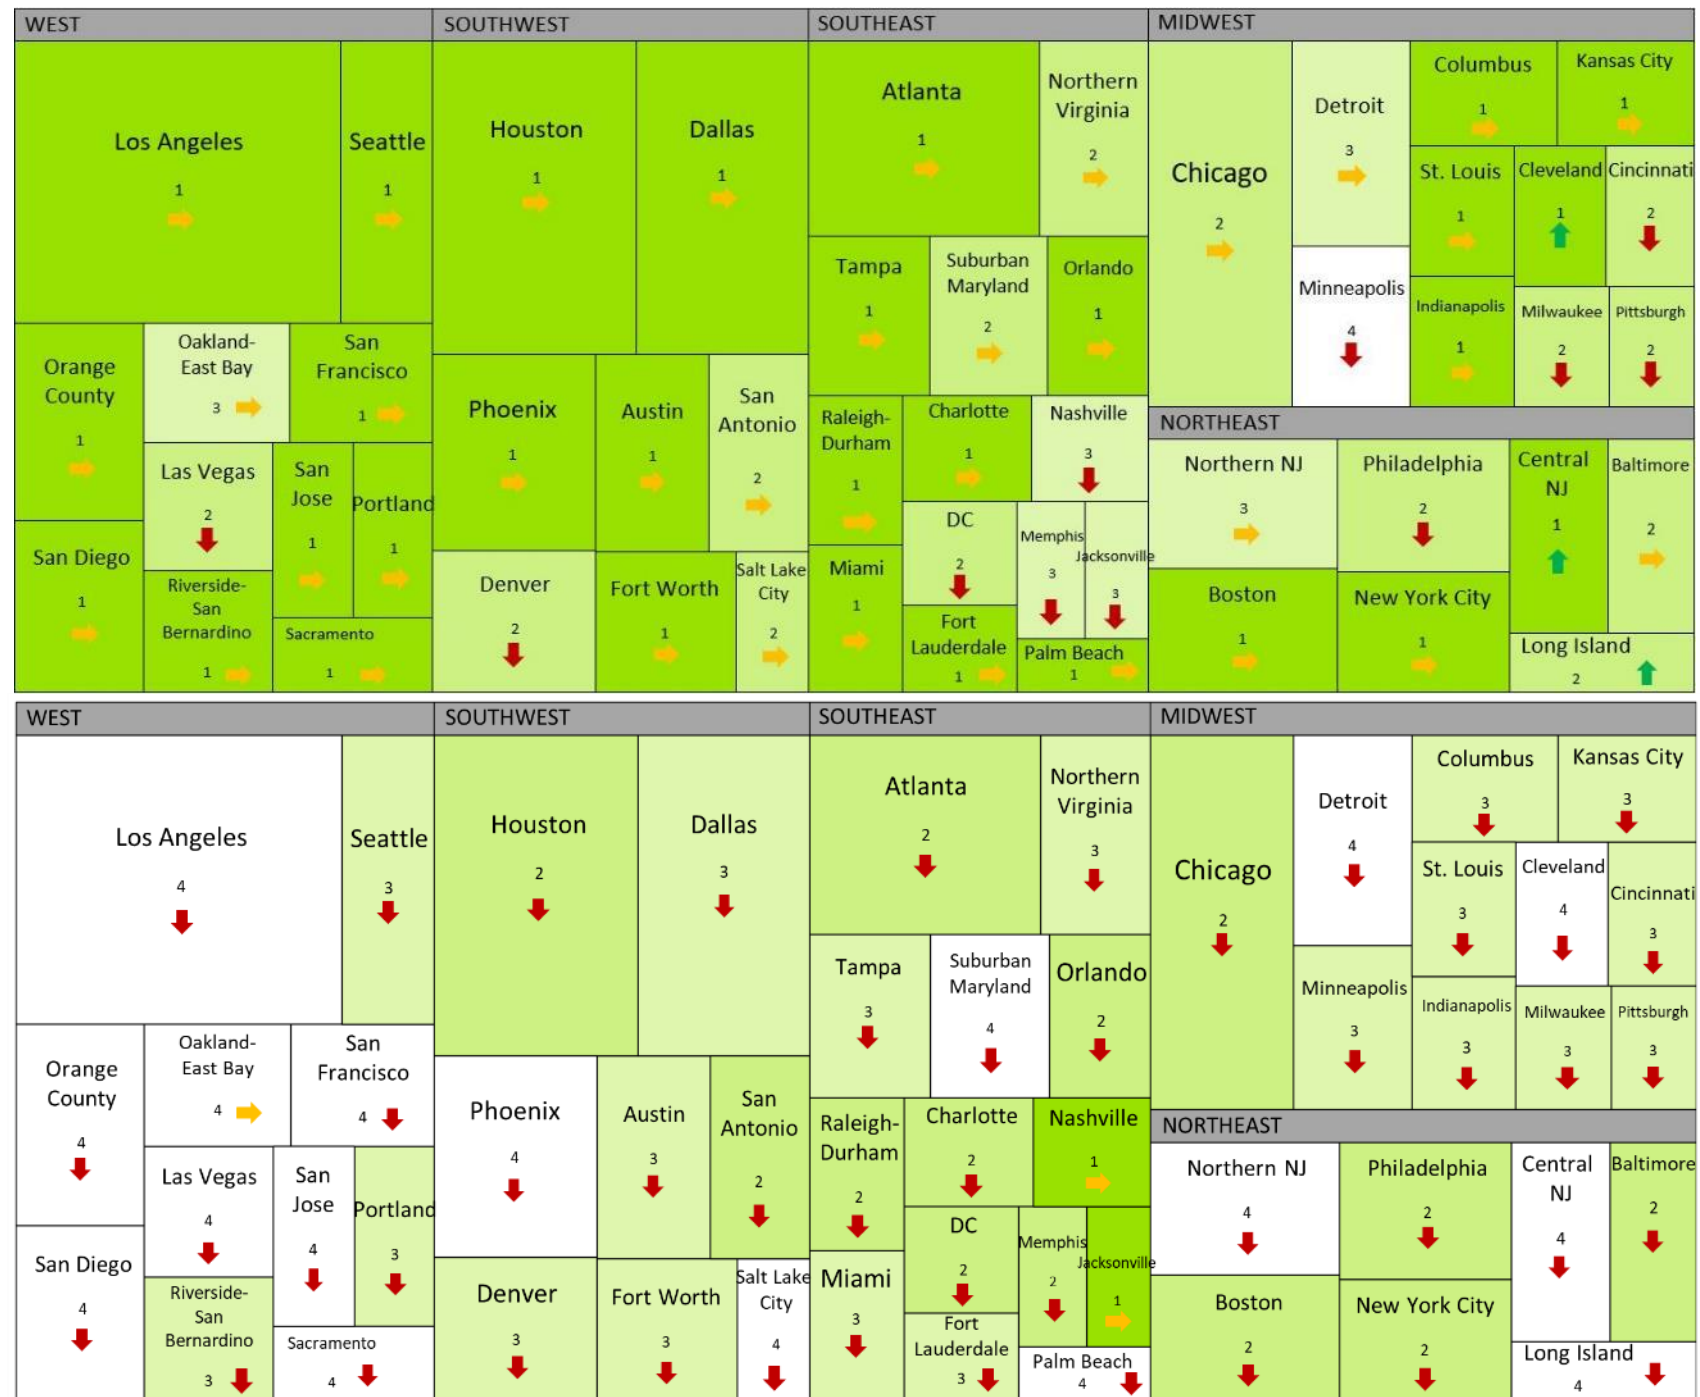 WEST
Los Angeles
1
Seattle
1
Orange
County
1
Oakland-
East Bay
3
San
Francisco
1
Las Vegas
2
San
Jose
1
Portland
1
San Diego
1
Riverside-
San
Bernardino
1
Sacramento
1
SOUTHWEST
Houston
1
Dallas
1
Phoenix
1
Austin
1
San
Antonio
2
Denver
2
Fort Worth
1
Salt Lake
City
2
SOUTHEAST
Atlanta
1
Northern
Virginia
2
Tampa
1
Suburban
Maryland
2
Orlando
1
Raleigh-
Durham
1
Charlotte
1
Nashville
3
DC
2
Memphis
3
Jacksonville
3
Miami
1
Fort
Lauderdale
1
Palm Beach
1
MIDWEST
Chicago
2
Detroit
3
Columbus
1
Kansas City
1
St. Louis
1
Cleveland
1
Cincinnati
2
Minneapolis
4
Indianapolis
1
Milwaukee
2
Pittsburgh
2
NORTHEAST
Northern NJ
3
Philadelphia
2
Central
NJ
1
Baltimore
2
Boston
1
New York City
1
Long Island
2
WEST
Los Angeles
4
Seattle
3
Orange
County
4
Oakland-
East Bay
4
San
Francisco
4
Las Vegas
4
San
Jose
4
Portland
3
San Diego
4
Riverside-
San
Bernardino
3
Sacramento
4
SOUTHWEST
Houston
2
Dallas
3
Phoenix
4
Austin
3
San
Antonio
2
Denver
3
Fort Worth
3
Salt Lake
City
4
SOUTHEAST
Atlanta
2
Northern
Virginia
3
Tampa
3
Suburban
Maryland
4
Orlando
2
Raleigh-
Durham
2
Charlotte
2
Nashville
1
DC
2
Memphis
2
Jacksonville
1
Miami
3
Fort
Lauderdale
3
Palm Beach
4
MIDWEST
Chicago
2
Detroit
4
Columbus
3
Kansas City
3
St. Louis
3
Cleveland
4
Cincinnati
3
Minneapolis
3
Indianapolis
3
Milwaukee
3
Pittsburgh
3
NORTHEAST
Northern NJ
4
Philadelphia
2
Central
NJ
4
Baltimore
2
Boston
2
New York City
2
Long Island
4